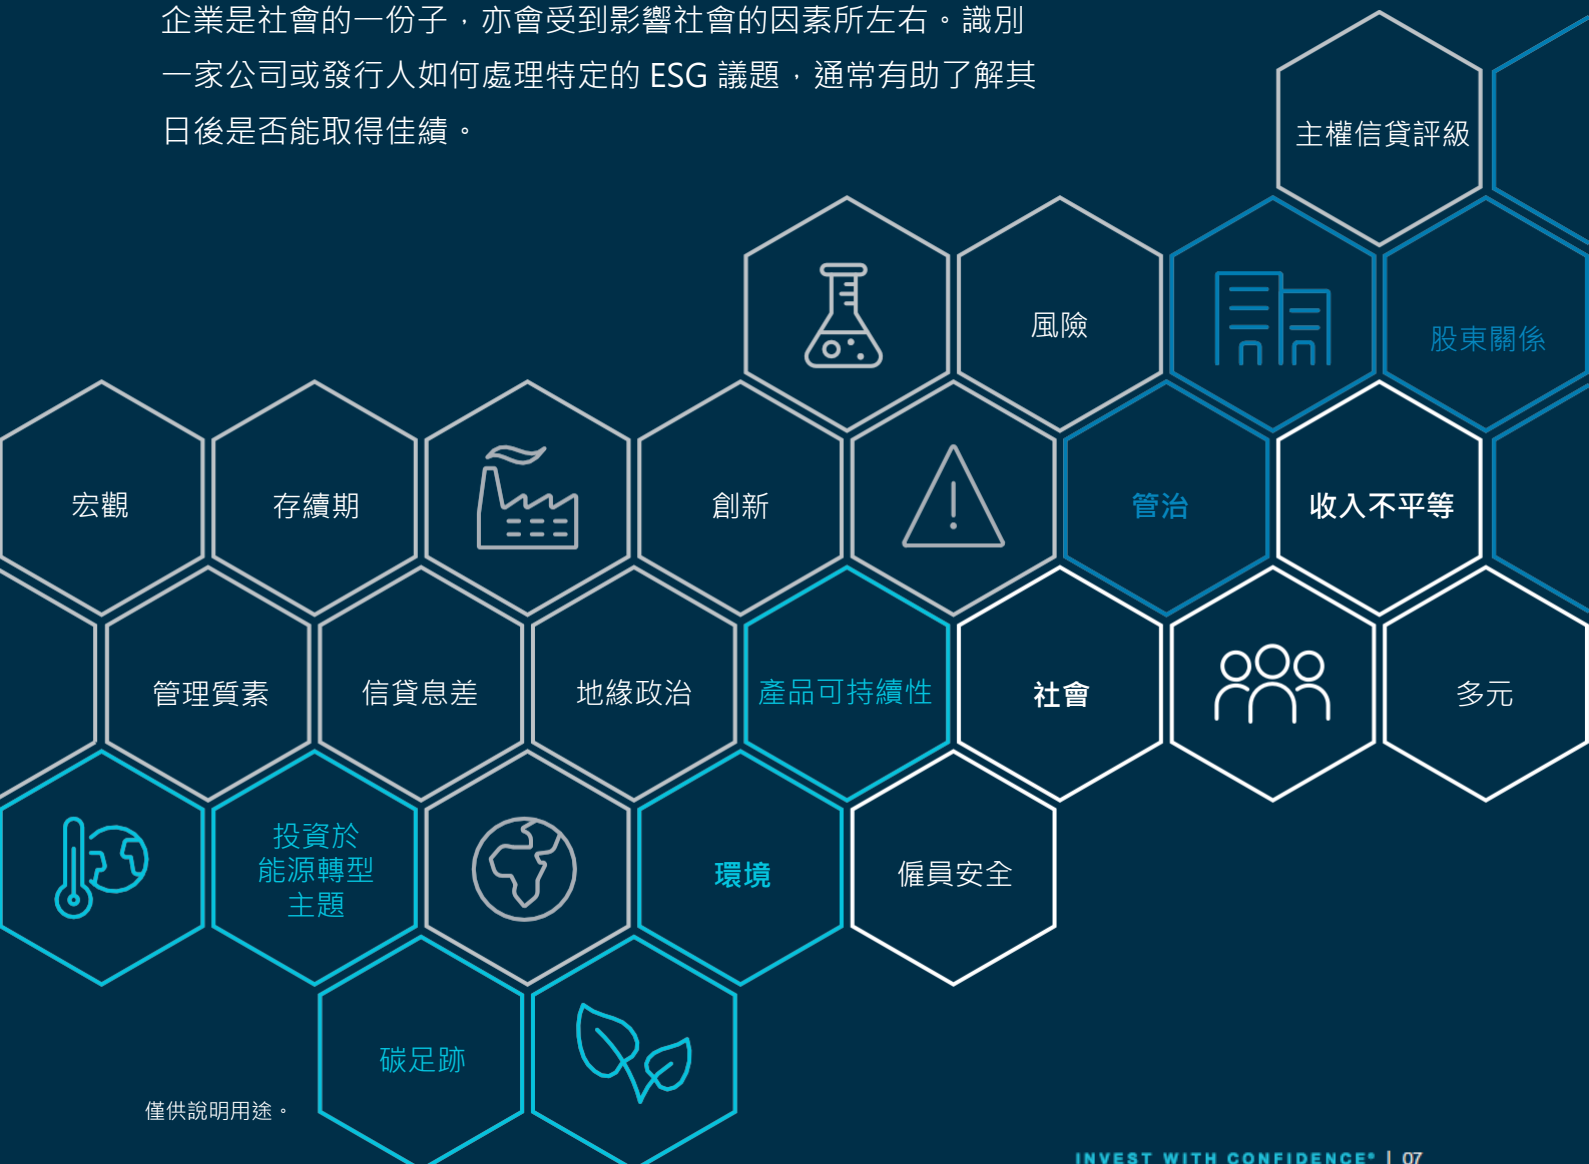 企業是社會的一份子，亦會受到影響社會的因素所左右。識別
一家公司或發行人如何處理特定的 ESG 議題，通常有助了解其
日後是否能取得佳績。
主權信貸評級
風險
股東關係
宏觀
存續期
創新
管治
收入不平等
管理質素
信貸息差
地緣政治
產品可持續性
社會
多元
投資於
能源轉型
主題
環境
僱員安全
碳足跡
僅供說明用途。
INVEST WITH CONFIDENCE® | 07